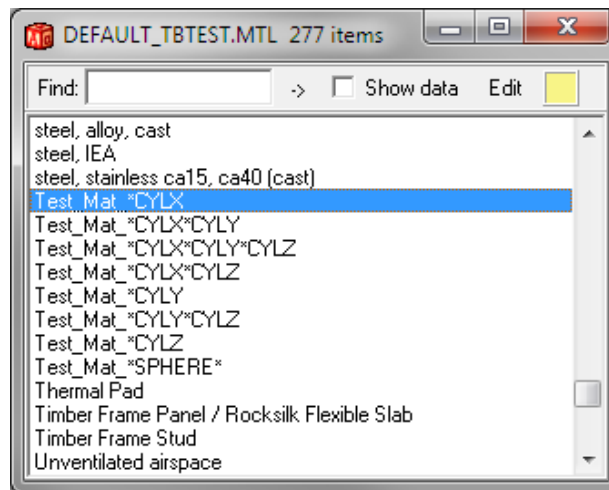 DEFAULT_TBTEST.MTL 277 items
Find: -> Show data Edit
steel, alloy, cast
steel, IEA
steel, stainless ca15, ca40 (cast)
Test_Mat_*CYLX
Test_Mat_*CYLX*CYLY
Test_Mat_*CYLX*CYLY*CYLZ
Test_Mat_*CYLX*CYLZ
Test_Mat_*CYLY
Test_Mat_*CYLY*CYLZ
Test_Mat_*CYLZ
Test_Mat_*SPHERE*
Thermal Pad
Timber Frame Panel / Rocksilk Flexible Slab
Timber Frame Stud
Unventilated airspace